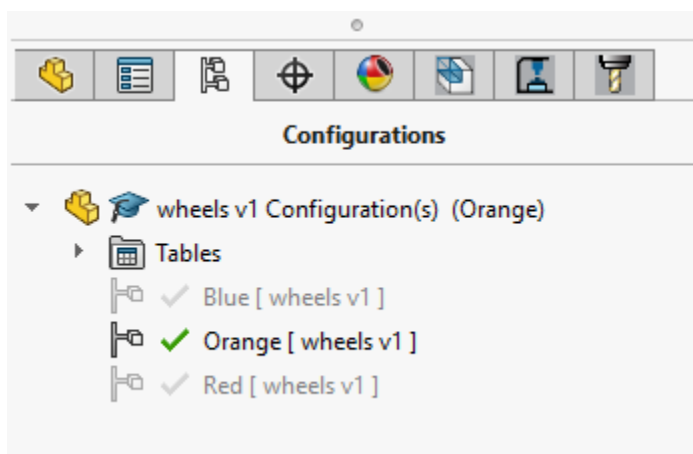 Configurations
wheels v1 Configuration(s) (Orange)
Tables
Blue [ wheels v1 ]
Orange [ wheels v1 ]
Red [ wheels v1 ]